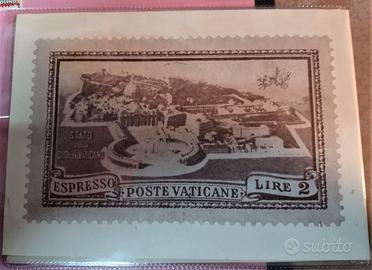 STATO
DELLA
CITTÀ DEL VATICANO
ESPRESSO
POSTE VATICANE
LIRE 2
subito